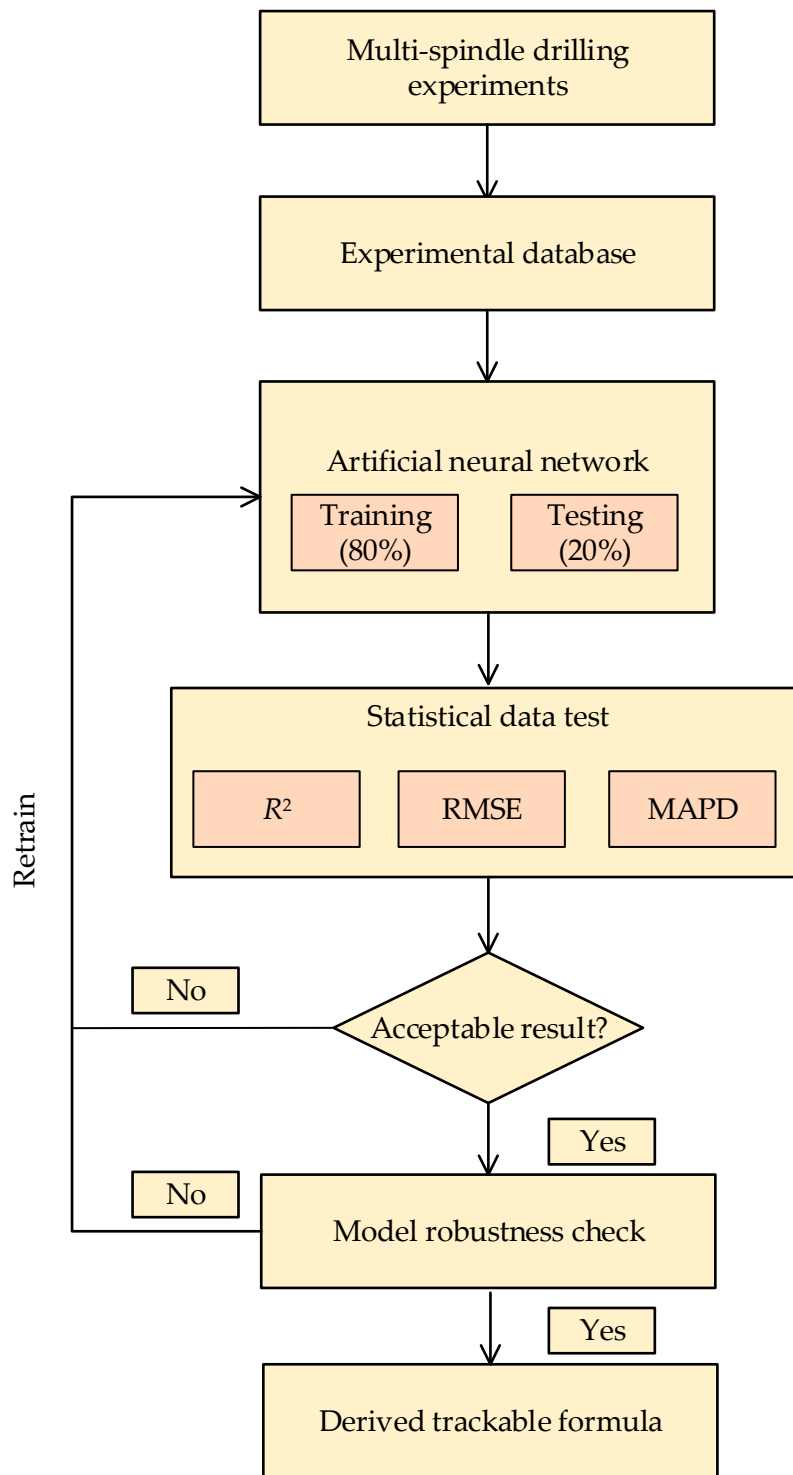 Multi-spindle drilling
experiments
Experimental database
Artificial neural network
Training
(80%)
Testing
(20%)
Statistical data test
R²
RMSE
MAPD
Retrain
No
Acceptable result?
Yes
No
Model robustness check
Yes
Derived trackable formula